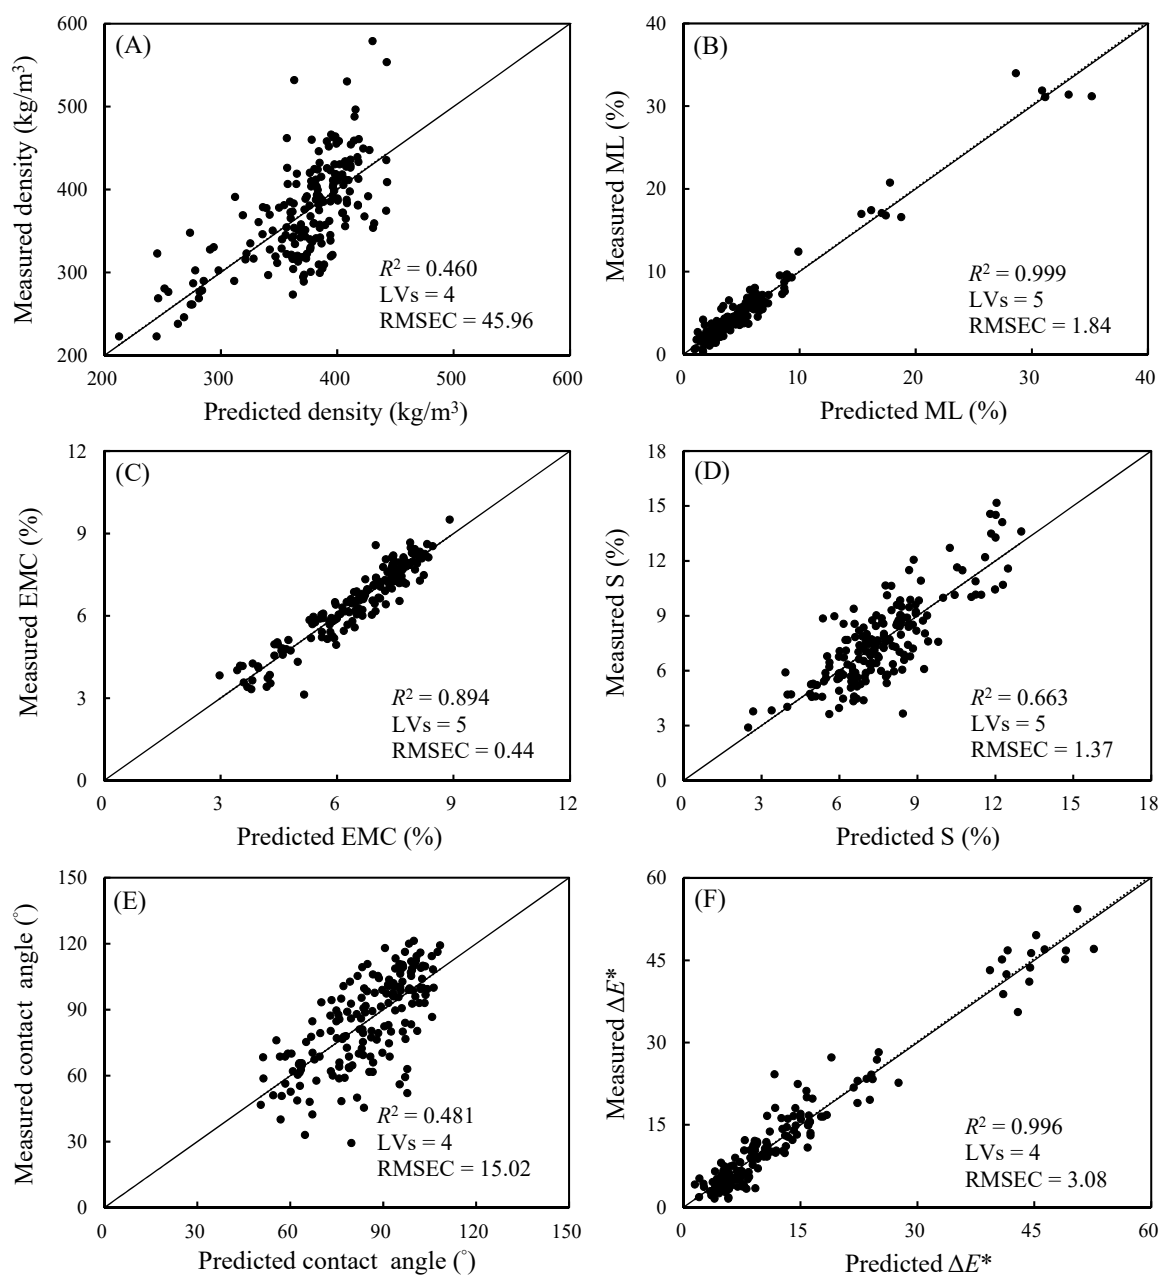 (A)
600
500
400
300
200
200
300
400
500
600
Measured density (kg/m³)
Predicted density (kg/m³)
R² = 0.460
LVs = 4
RMSEC = 45.96
(B)
40
30
20
10
0
0
10
20
30
40
Measured ML (%)
Predicted ML (%)
R² = 0.999
LVs = 5
RMSEC = 1.84
(C)
12
9
6
3
0
0
3
6
9
12
Measured EMC (%)
Predicted EMC (%)
R² = 0.894
LVs = 5
RMSEC = 0.44
(D)
18
15
12
9
6
3
0
0
3
6
9
12
15
18
Measured S (%)
Predicted S (%)
R² = 0.663
LVs = 5
RMSEC = 1.37
(E)
150
120
90
60
30
0
0
30
60
90
120
150
Measured contact angle (°)
Predicted contact angle (°)
R² = 0.481
LVs = 4
RMSEC = 15.02
(F)
60
45
30
15
0
0
15
30
45
60
Measured ΔE*
Predicted ΔE*
R² = 0.996
LVs = 4
RMSEC = 3.08